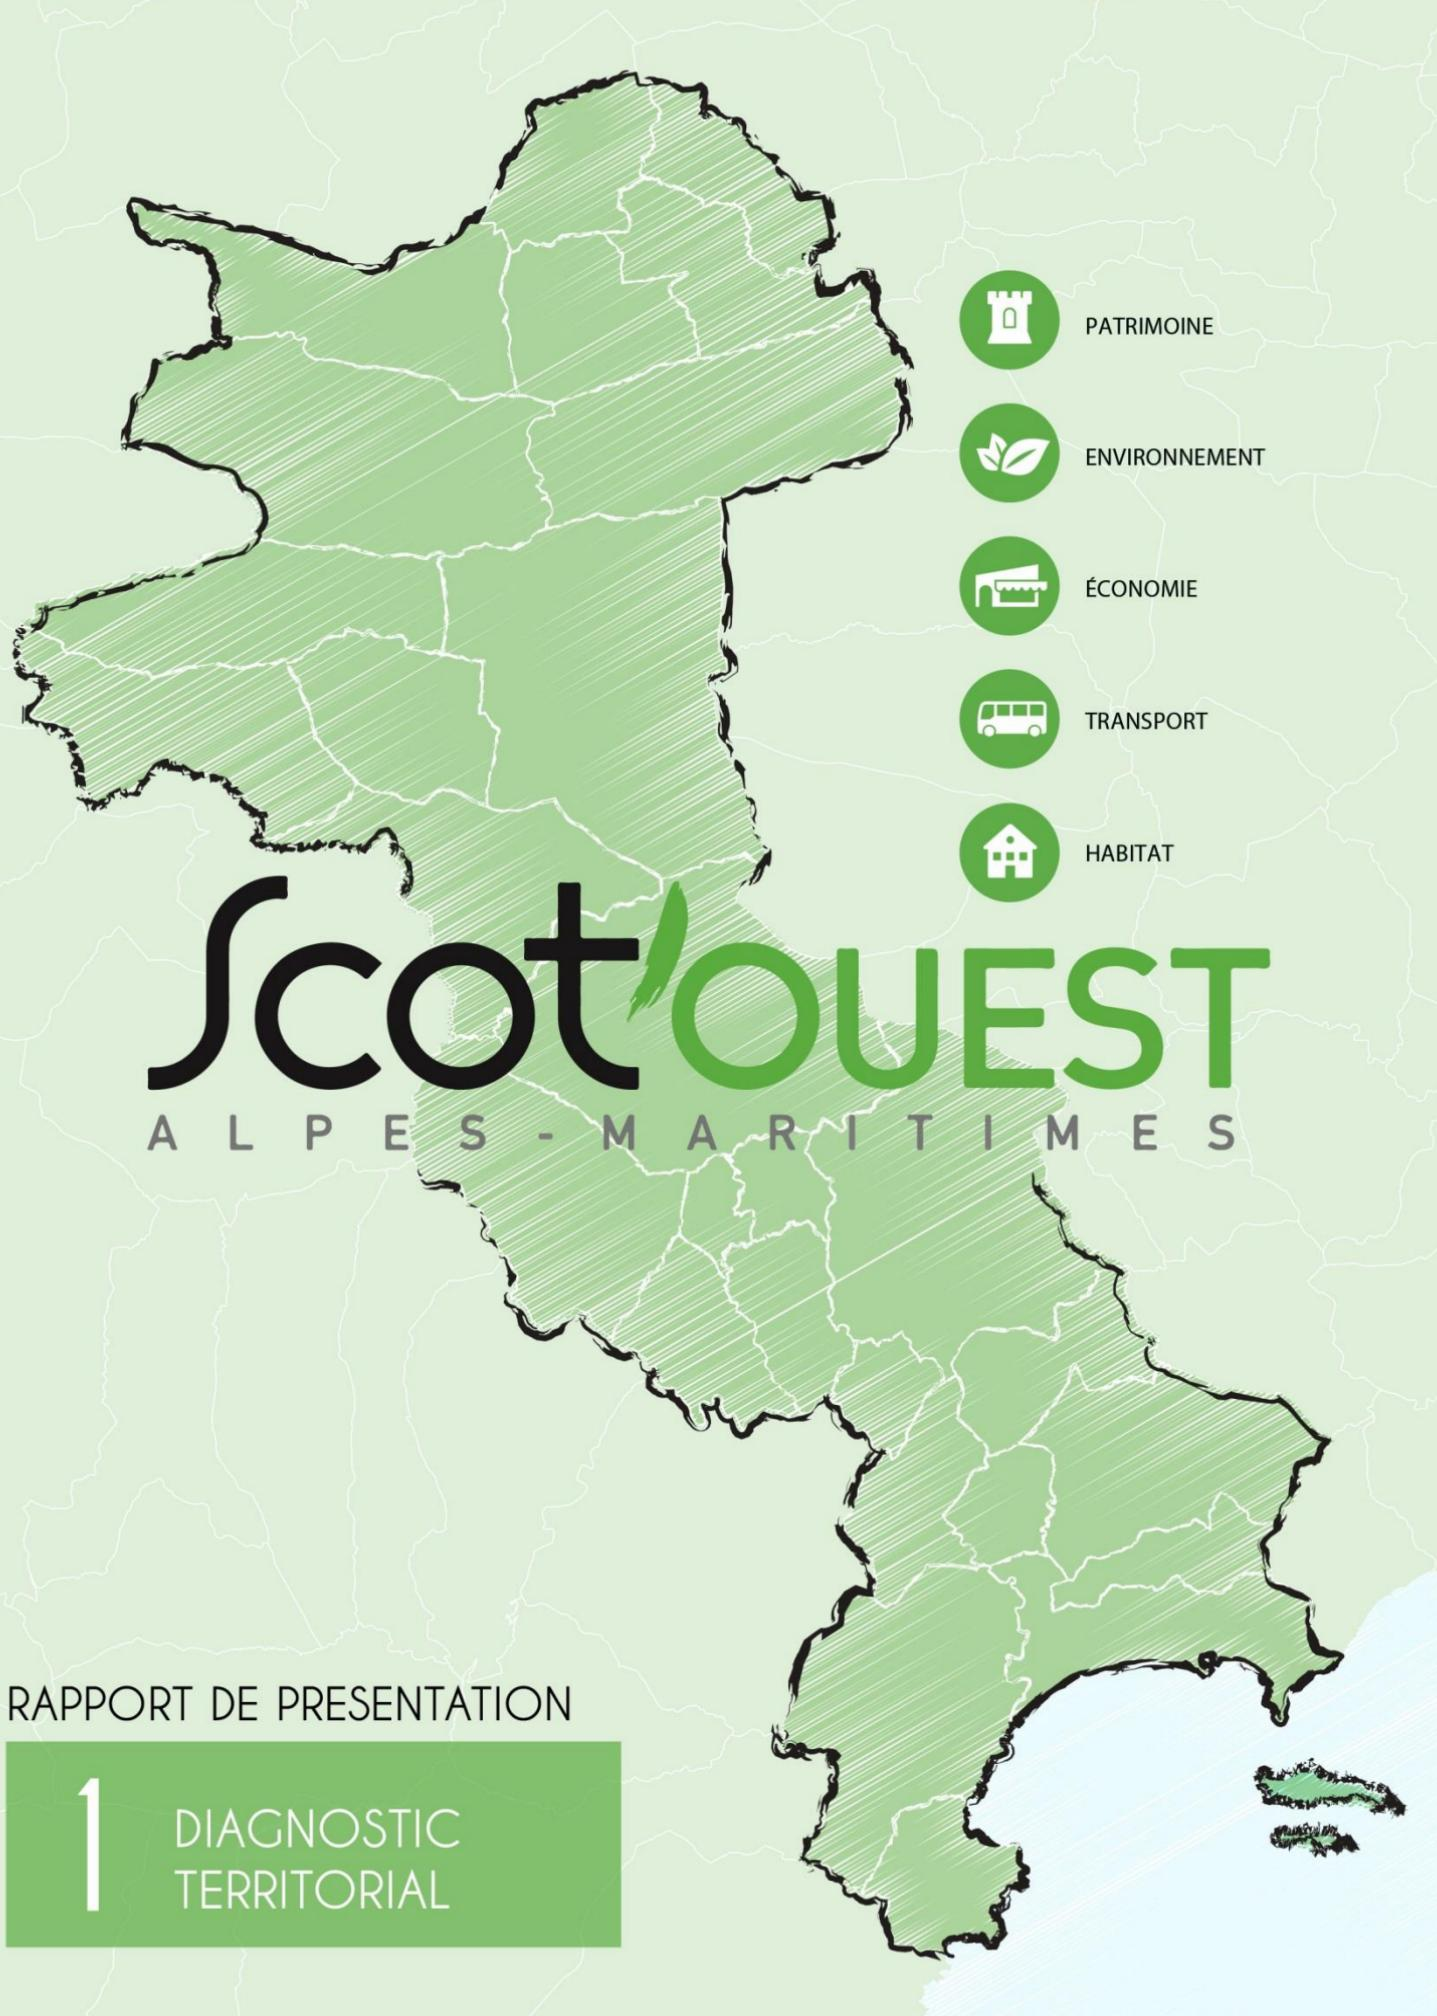 PATRIMOINE
ENVIRONNEMENT
ÉCONOMIE
TRANSPORT
HABITAT
Scot'OUEST
ALPES-MARITIMES
RAPPORT DE PRESENTATION
1
DIAGNOSTIC
TERRITORIAL